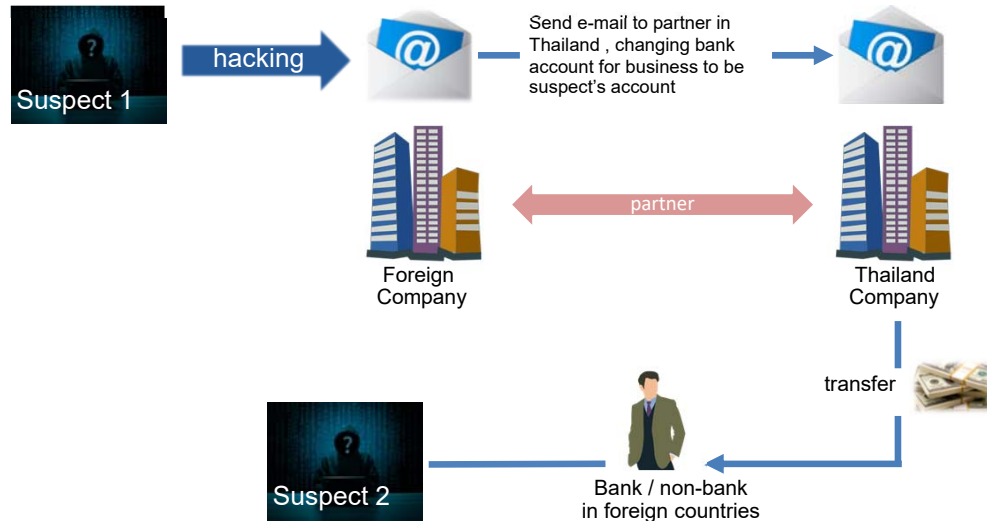 Suspect 1
?
hacking
@
Send e-mail to partner in
Thailand , changing bank
account for business to be
suspect's account
@
partner
Foreign
Company
Thailand
Company
transfer
?
Suspect 2
Bank / non-bank
in foreign countries